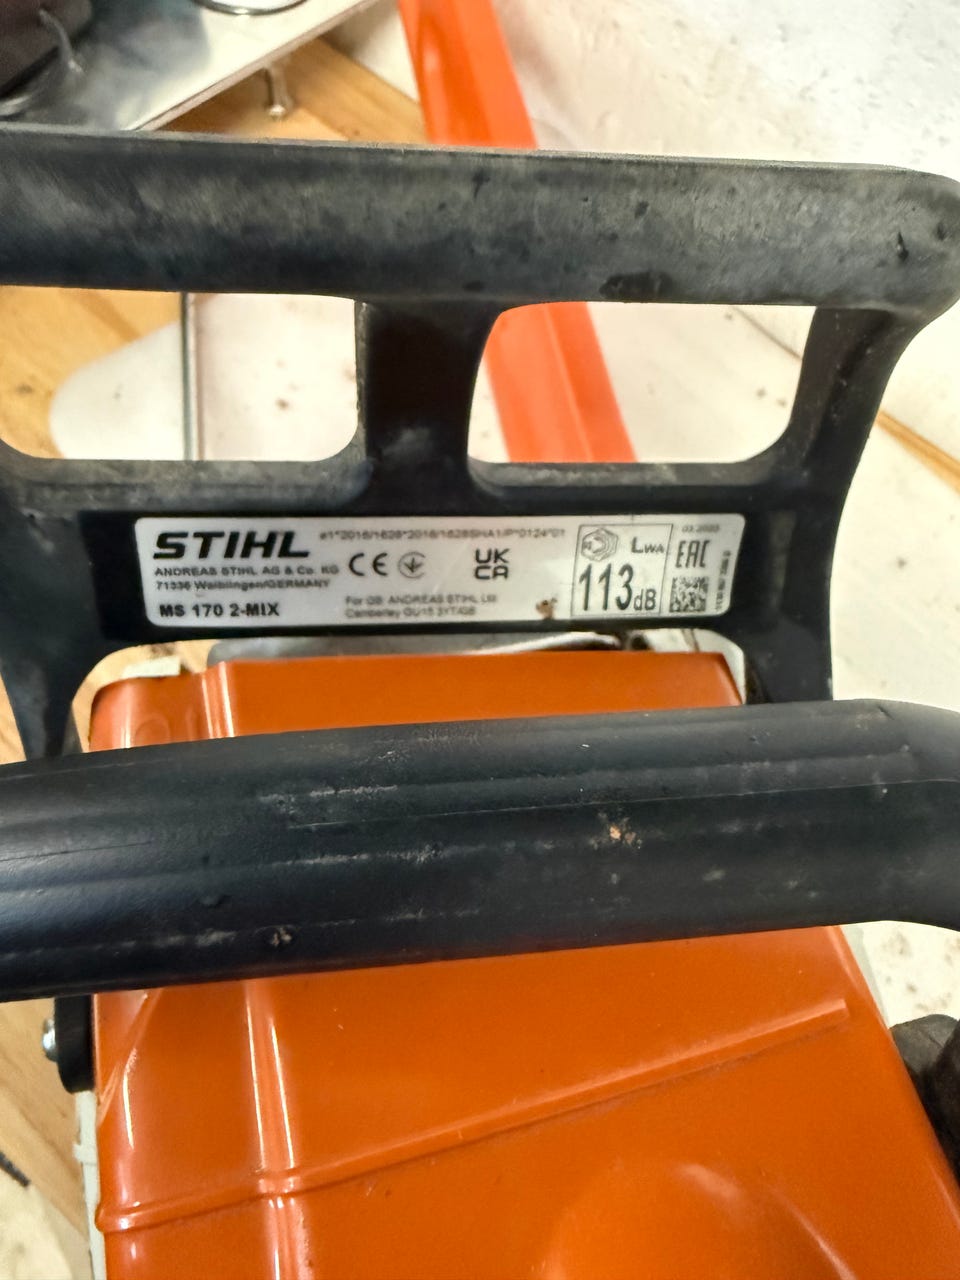 STIHL
ANDREAS STIHL AG & Co. KG
71336 Waiblingen/GERMANY
MS 170 2-MIX
CE
UK
CA
For GB: ANDREAS STIHL Ltd
Camberley GU15 3YT/GB
LWA
113dB
EAC